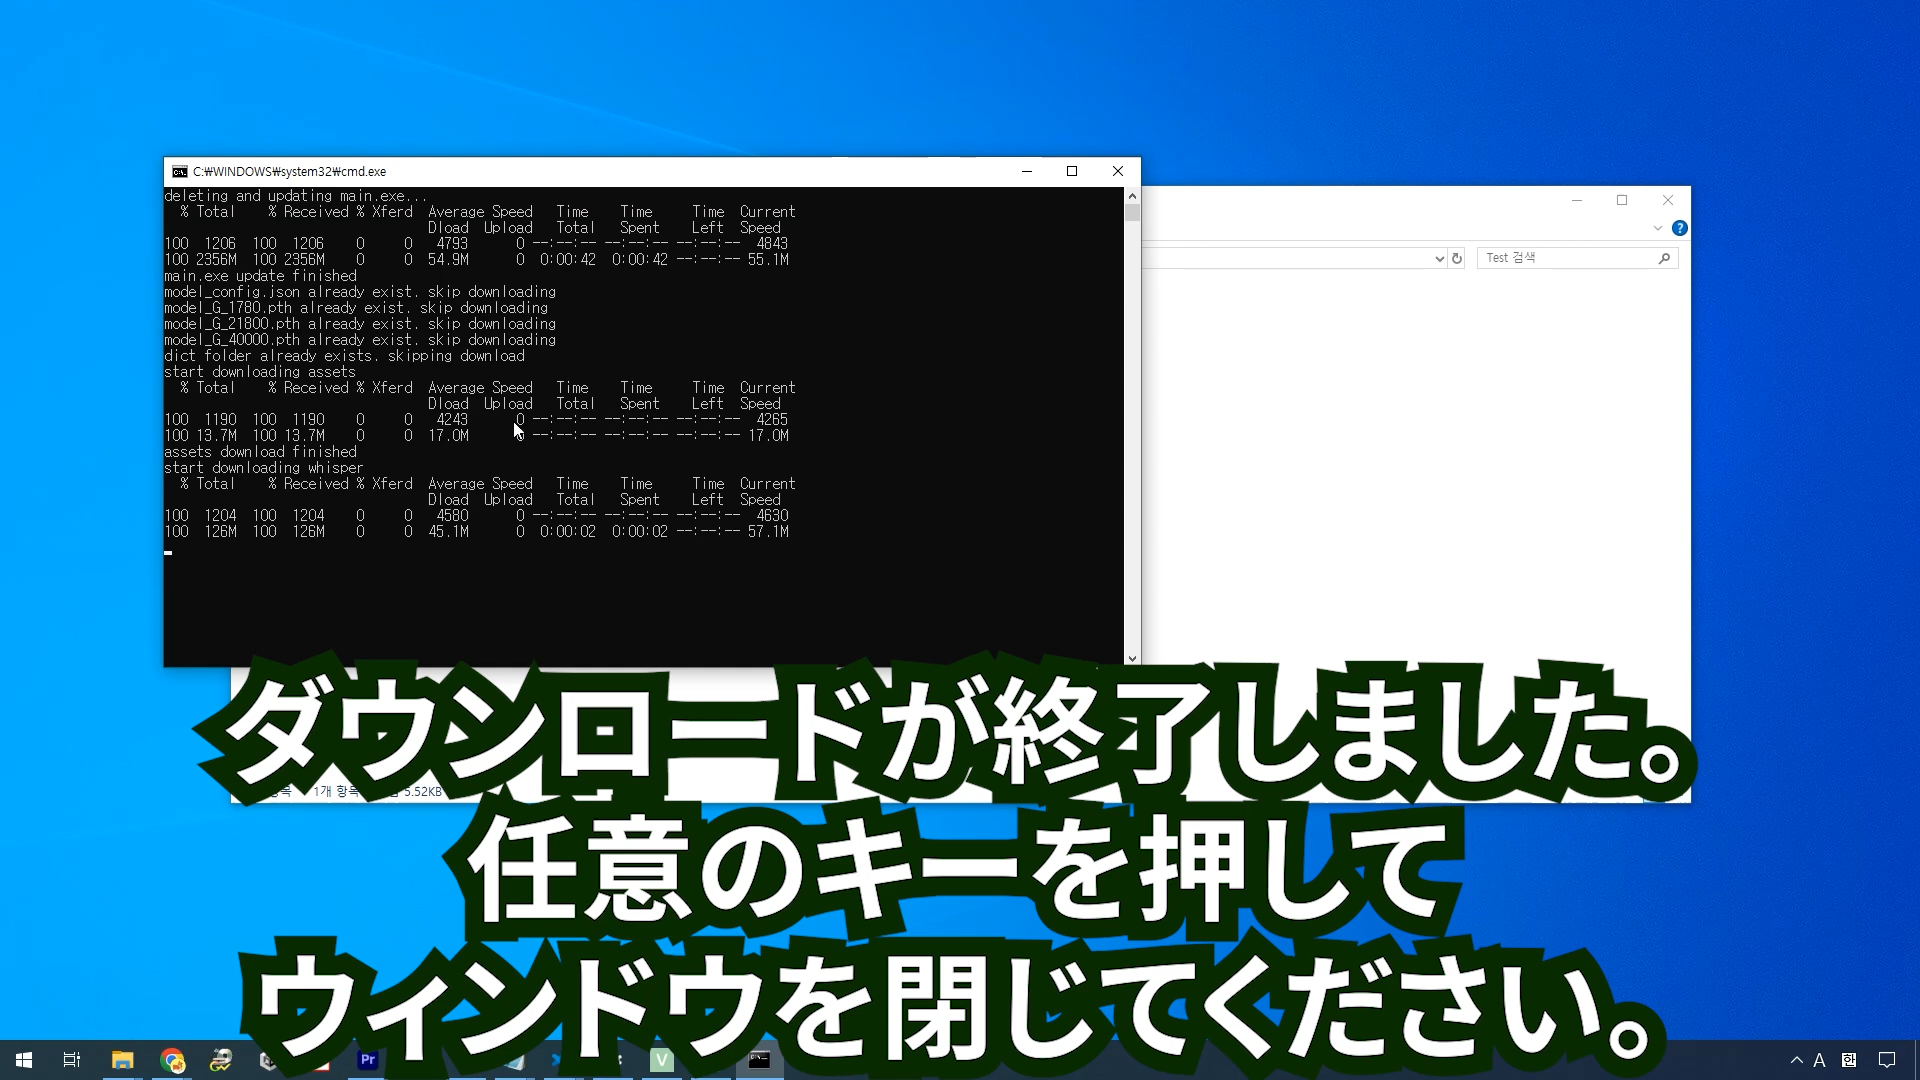 C:₩WINDOWS₩system32₩cmd.exe
deleting and updating main.exe...
% Total % Received % Xferd Average Speed Time Time Time Current
Dload Upload Total Spent Left Speed
100 1206 100 1206 0 0 4793 0 --:--:-- --:--:-- --:--:-- 4843
100 2356M 100 2356M 0 0 54.9M 0 0:00:42 0:00:42 --:--:-- 55.1M
main.exe update finished
model_config.json already exist. skip downloading
model_G_1780.pth already exist. skip downloading
model_G_21800.pth already exist. skip downloading
model_G_40000.pth already exist. skip downloading
dict folder already exists. skipping download
start downloading assets
% Total % Received % Xferd Average Speed Time Time Time Current
Dload Upload Total Spent Left Speed
100 1190 100 1190 0 0 4243 0 --:--:-- --:--:-- --:--:-- 4265
100 13.7M 100 13.7M 0 0 17.0M 0 --:--:-- --:--:-- --:--:-- 17.0M
assets download finished
start downloading whisper
% Total % Received % Xferd Average Speed Time Time Time Current
Dload Upload Total Spent Left Speed
100 1204 100 1204 0 0 4580 0 --:--:-- --:--:-- --:--:-- 4630
100 126M 100 126M 0 0 45.1M 0 0:00:02 0:00:02 --:--:-- 57.1M
Test 검색
1개 항목 5.52KB
ダウンロードが終了しました。
任意のキーを押して
ウィンドウを閉じてください。
Pr
V
A